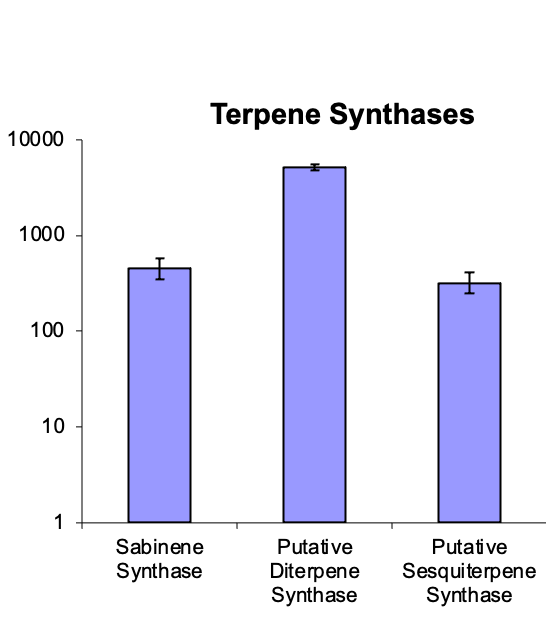 Terpene Synthases
10000
1000
100
10
1
Sabinene
Synthase
Putative
Diterpene
Synthase
Putative
Sesquiterpene
Synthase